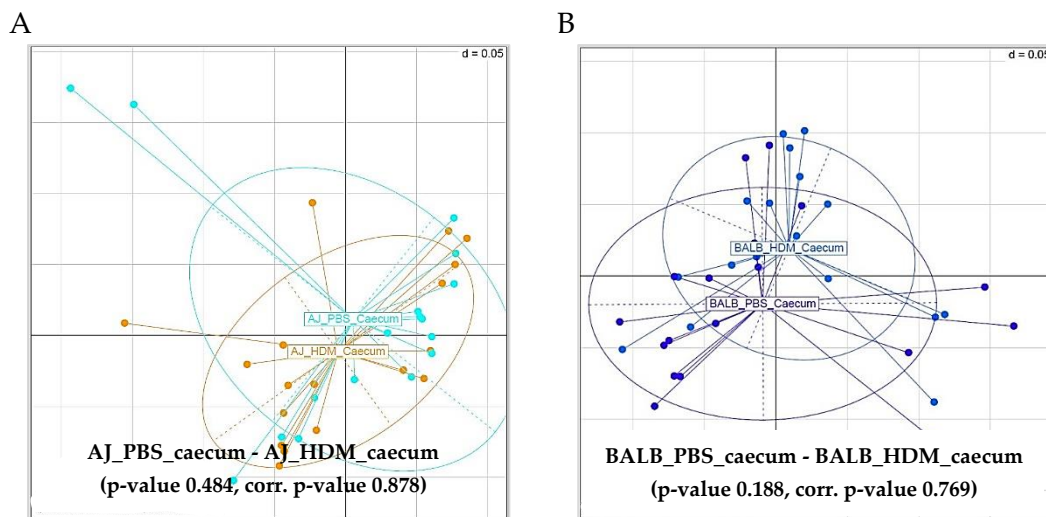 A
B
d = 0.05
d = 0.05
AJ_PBS_Caecum
AJ_HDM_Caecum
BALB_HDM_Caecum
BALB_PBS_Caecum
AJ_PBS_caecum - AJ_HDM_caecum
(p-value 0.484, corr. p-value 0.878)
BALB_PBS_caecum - BALB_HDM_caecum
(p-value 0.188, corr. p-value 0.769)